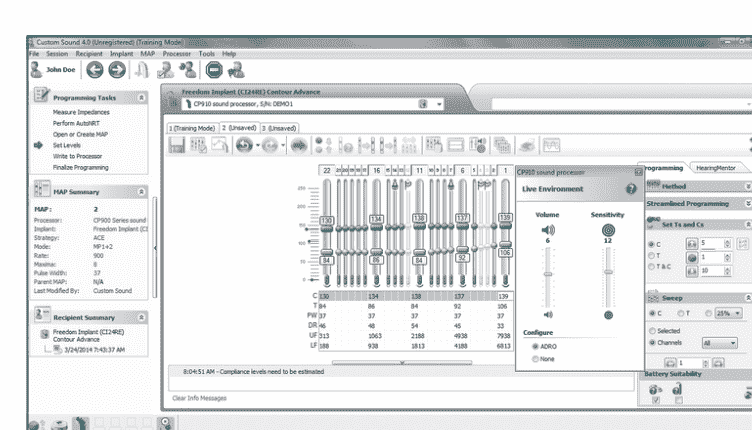 Custom Sound 4.0 (Unregistered) (Training Mode)
File Session Recipient Implant MAP Processor Tools Help
John Doe
Programming Tasks
Measure Impedances
Perform AutoNRT
Open or Create MAP
Set Levels
Write to Processor
Finalize Programming
MAP Summary
MAP: 2
Processor: CP900 Series sound
Implant: Freedom Implant (CI
Strategy: ACE
Mode: MP1+2
Rate: 900
Maxima: 8
Pulse Width: 37
Parent MAP: N/A
Last Modified By: Custom Sound
Recipient Summary
Freedom Implant (CI24RE)
Contour Advance
3/24/2014 7:43:37 AM
Freedom Implant (CI24RE) Contour Advance
CP910 sound processor, S/N: DEMO1
1 (Training Mode) 2 (Unsaved) 3 (Unsaved)
22 16 11 6 1
130 134 138 137 139
84 86 84 92 106
C 130 134 138 137 139
T 84 86 84 92 106
PW 37 37 37 37 37
DR 46 48 54 45 33
UF 313 1063 2188 4938 7938
LF 188 938 1813 4188 6813
8:04:51 AM - Compliance levels need to be estimated
Clear Info Messages
CP910 sound processor
Live Environment
Volume Sensitivity
6 12
Configure
ADRO
None
Programming HearingMentor
Method
Streamlined Programming
Set Ts and Cs
C 5
T 1
T & C 10
Sweep
C T 25%
Selected
Channels All
1
Battery Suitability